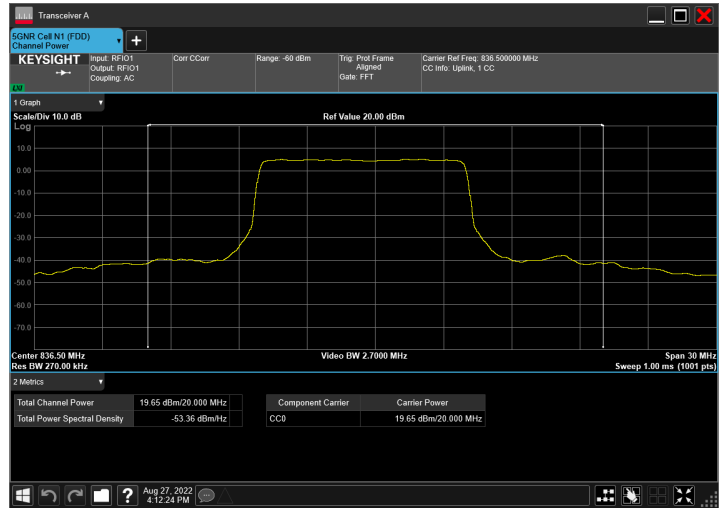 Transceiver A
5GNR Cell N1 (FDD)
Channel Power
KEYSIGHT
LXI
Input: RFIO1
Output: RFIO1
Coupling: AC
Corr CCorr
Range: -60 dBm
Trig: Prot Frame
Aligned
Gate: FFT
Carrier Ref Freq: 836.500000 MHz
CC Info: Uplink, 1 CC
1 Graph
Scale/Div 10.0 dB
Ref Value 20.00 dBm
Log
10.0
0.00
-10.0
-20.0
-30.0
-40.0
-50.0
-60.0
-70.0
Center 836.50 MHz
Video BW 2.7000 MHz
Span 30 MHz
Res BW 270.00 kHz
Sweep 1.00 ms (1001 pts)
2 Metrics
Total Channel Power 19.65 dBm/20.000 MHz
Total Power Spectral Density -53.36 dBm/Hz
Component Carrier Carrier Power
CC0 19.65 dBm/20.000 MHz
Aug 27, 2022
4:12:24 PM